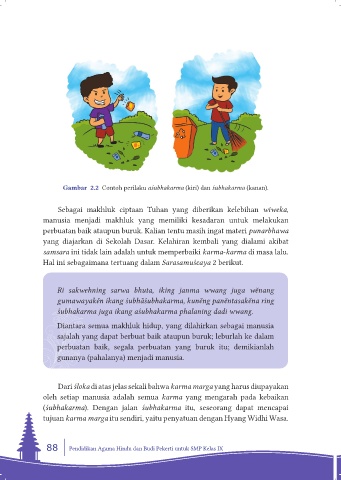 Gambar 2.2 Contoh perilaku aśubhakarma (kiri) dan śubhakarma (kanan).
Sebagai makhluk ciptaan Tuhan yang diberikan kelebihan wiweka,
manusia menjadi makhluk yang memiliki kesadaran untuk melakukan
perbuatan baik ataupun buruk. Kalian tentu masih ingat materi punarbhawa
yang diajarkan di Sekolah Dasar. Kelahiran kembali yang dialami akibat
samsara ini tidak lain adalah untuk memperbaiki karma-karma di masa lalu.
Hal ini sebagaimana tertuang dalam Sarasamuścaya 2 berikut.
Ri sakwehning sarwa bhuta, iking janma wwang juga wĕnang
gumawayakĕn ikang śubhāśubhakarma, kunĕng panĕntasakĕna ring
śubhakarma juga ikang aśubhakarma phalaning dadi wwang.
Diantara semua makhluk hidup, yang dilahirkan sebagai manusia
sajalah yang dapat berbuat baik ataupun buruk; leburlah ke dalam
perbuatan baik, segala perbuatan yang buruk itu; demikianlah
gunanya (pahalanya) menjadi manusia.
Dari śloka di atas jelas sekali bahwa karma marga yang harus diupayakan
oleh setiap manusia adalah semua karma yang mengarah pada kebaikan
(śubhakarma). Dengan jalan śubhakarma itu, seseorang dapat mencapai
tujuan karma marga itu sendiri, yaitu penyatuan dengan Hyang Widhi Wasa.
88 Pendidikan Agama Hindu dan Budi Pekerti untuk SMP Kelas IX